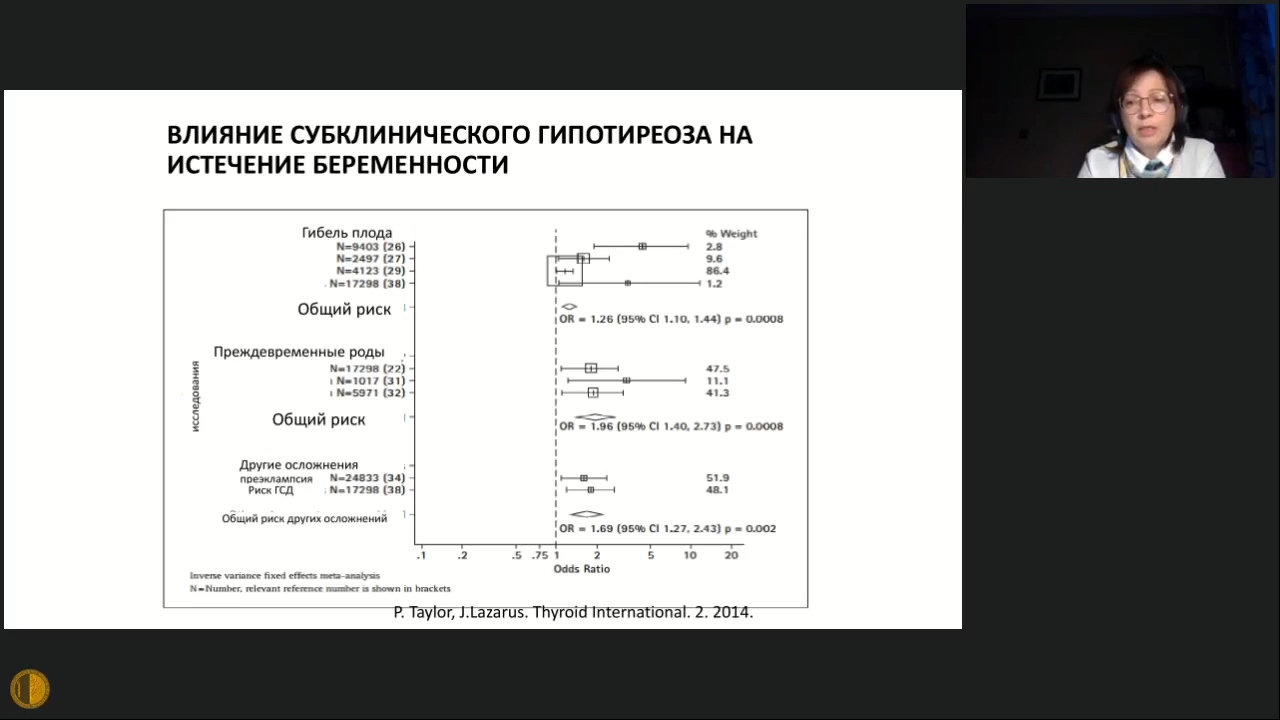 ВЛИЯНИЕ СУБКЛИНИЧЕСКОГО ГИПОТИРЕОЗА НА
ИСТЕЧЕНИЕ БЕРЕМЕННОСТИ
Гибель плода
% Weight
N=9403 (26)
2.8
N=2497 (27)
9.6
N=4123 (29)
86.4
N=17298 (38)
1.2
Общий риск
OR = 1.26 (95% CI 1.10, 1.44) p = 0.0008
Преждевременные роды
N=17298 (22)
47.5
N=1017 (31)
11.1
N=5971 (32)
41.3
исследования
Общий риск
OR = 1.96 (95% CI 1.40, 2.73) p = 0.0008
Другие осложнения
преэклампсия N=24833 (34)
51.9
Риск ГСД N=17298 (38)
48.1
Общий риск других осложнений
OR = 1.69 (95% CI 1.27, 2.43) p = 0.002
.1 .2 .5 .75 1 2 5 10 20
Odds Ratio
Inverse variance fixed effects meta-analysis
N=Number, relevant reference number is shown in brackets
P. Taylor, J.Lazarus. Thyroid International. 2. 2014.